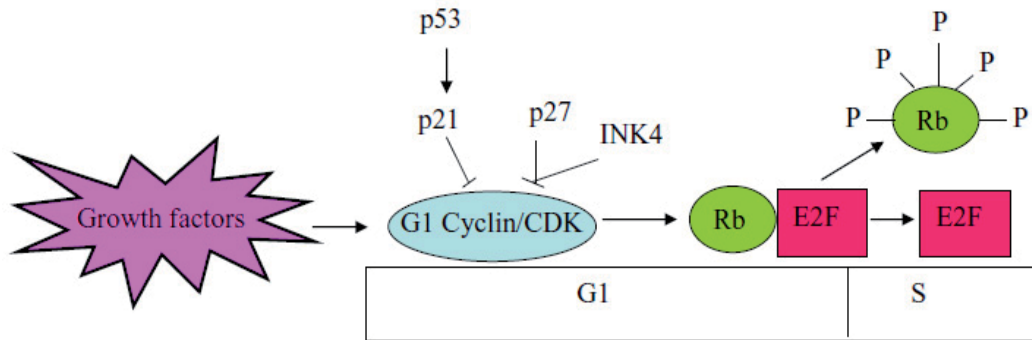 p53
p21
p27
INK4
Growth factors
G1 Cyclin/CDK
Rb
E2F
P
P
P
P
P
Rb
E2F
G1
S